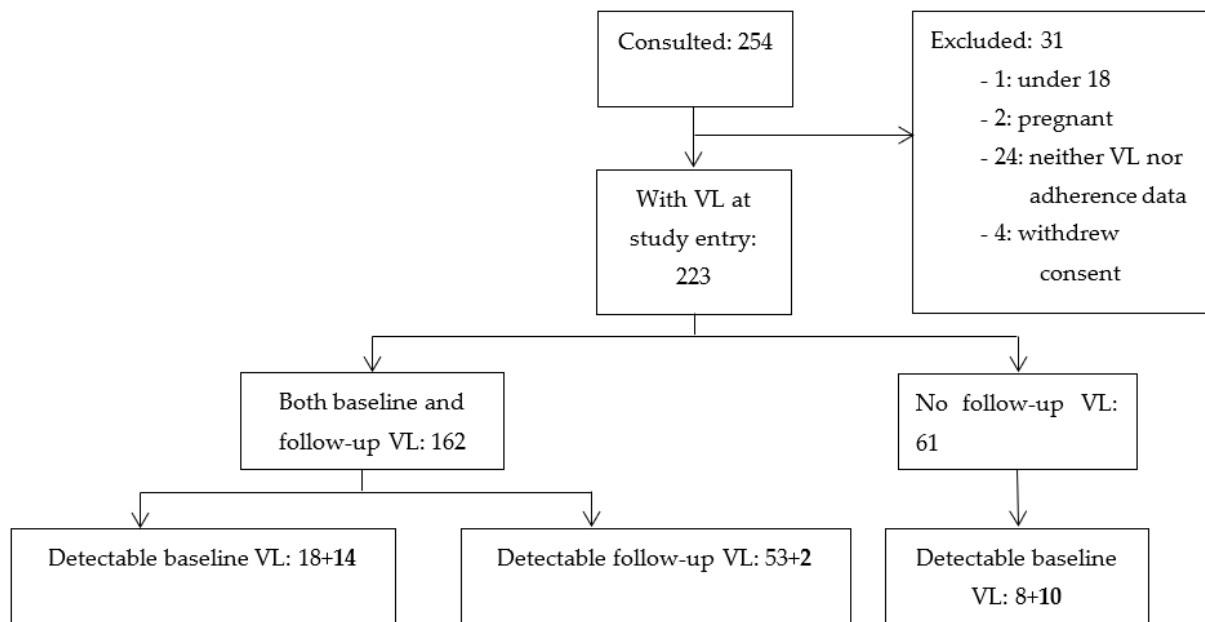 Consulted: 254
Excluded: 31
- 1: under 18
- 2: pregnant
- 24: neither VL nor
adherence data
- 4: withdrew
consent
With VL at
study entry:
223
Both baseline and
follow-up VL: 162
No follow-up VL:
61
Detectable baseline VL: 18+14
Detectable follow-up VL: 53+2
Detectable baseline
VL: 8+10